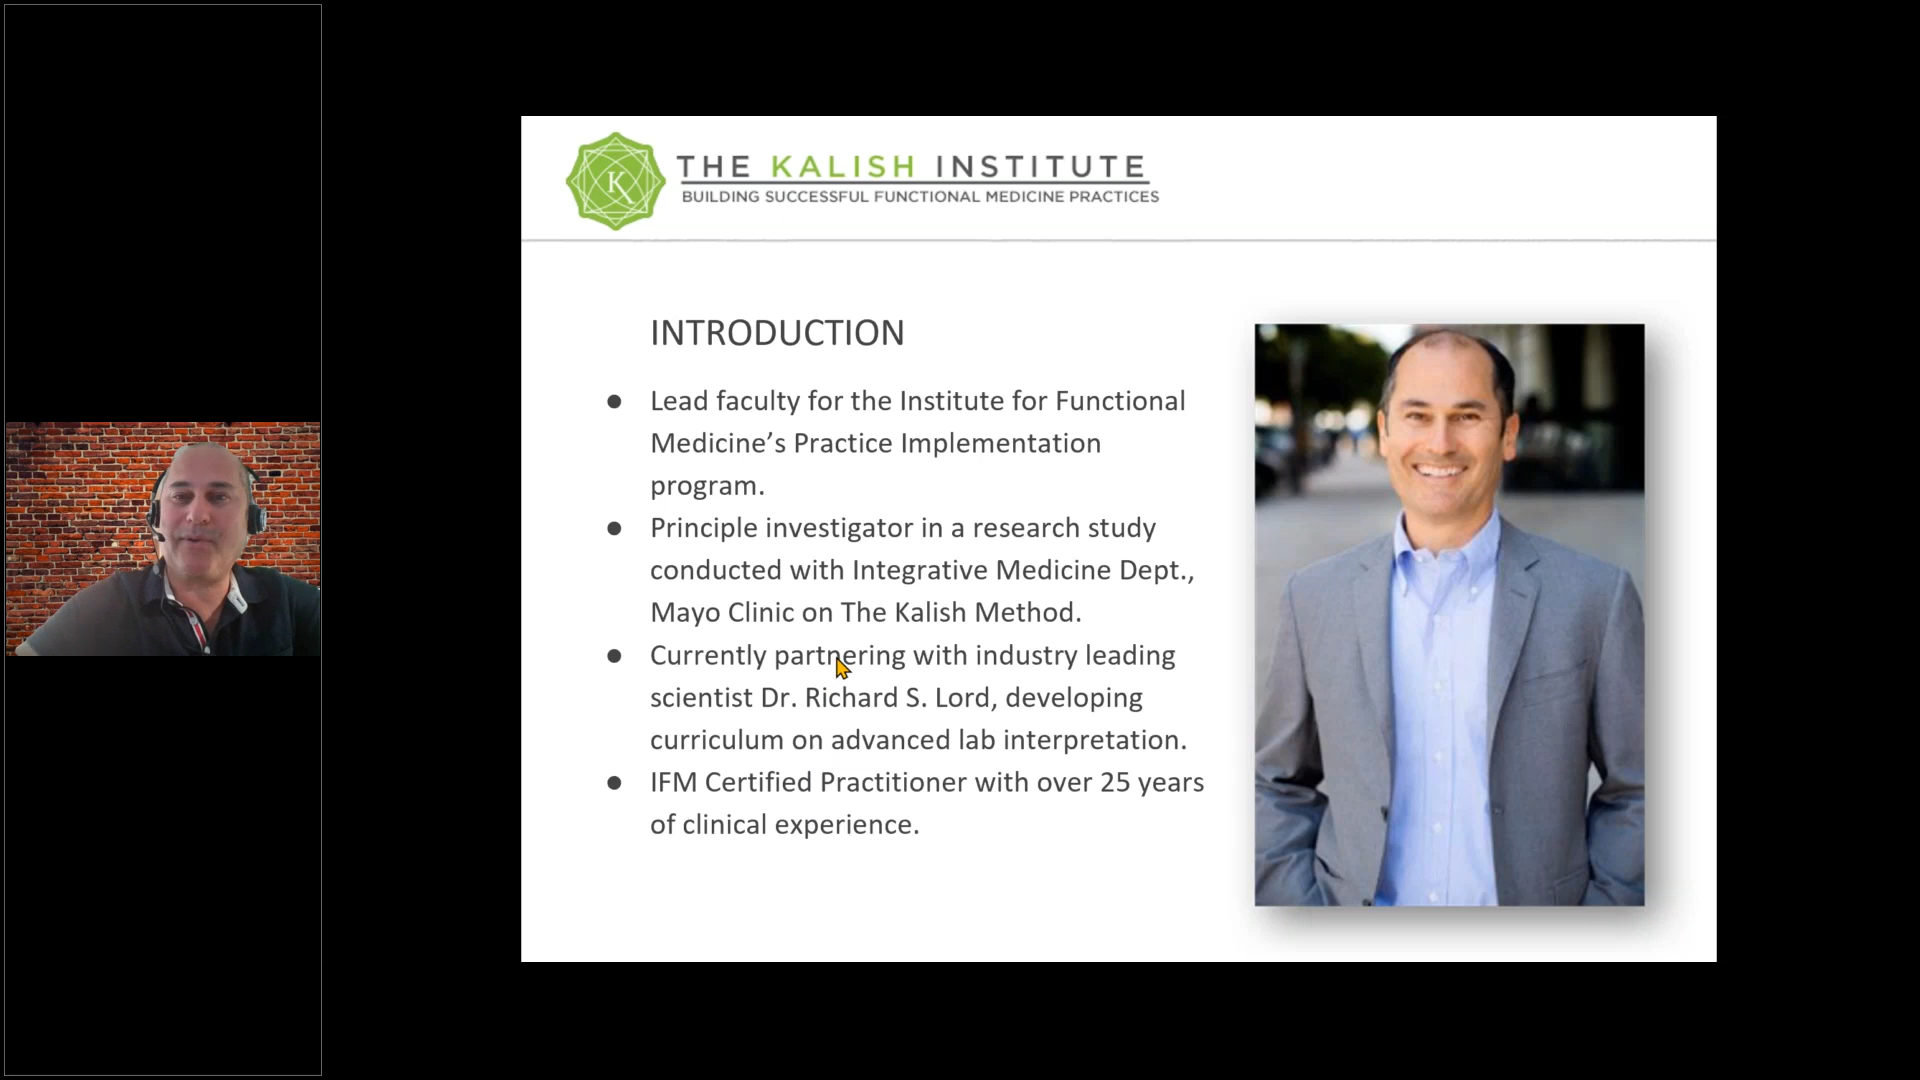 K
THE KALISH INSTITUTE
BUILDING SUCCESSFUL FUNCTIONAL MEDICINE PRACTICES
INTRODUCTION
● Lead faculty for the Institute for Functional
Medicine’s Practice Implementation
program.
● Principle investigator in a research study
conducted with Integrative Medicine Dept.,
Mayo Clinic on The Kalish Method.
● Currently partnering with industry leading
scientist Dr. Richard S. Lord, developing
curriculum on advanced lab interpretation.
● IFM Certified Practitioner with over 25 years
of clinical experience.